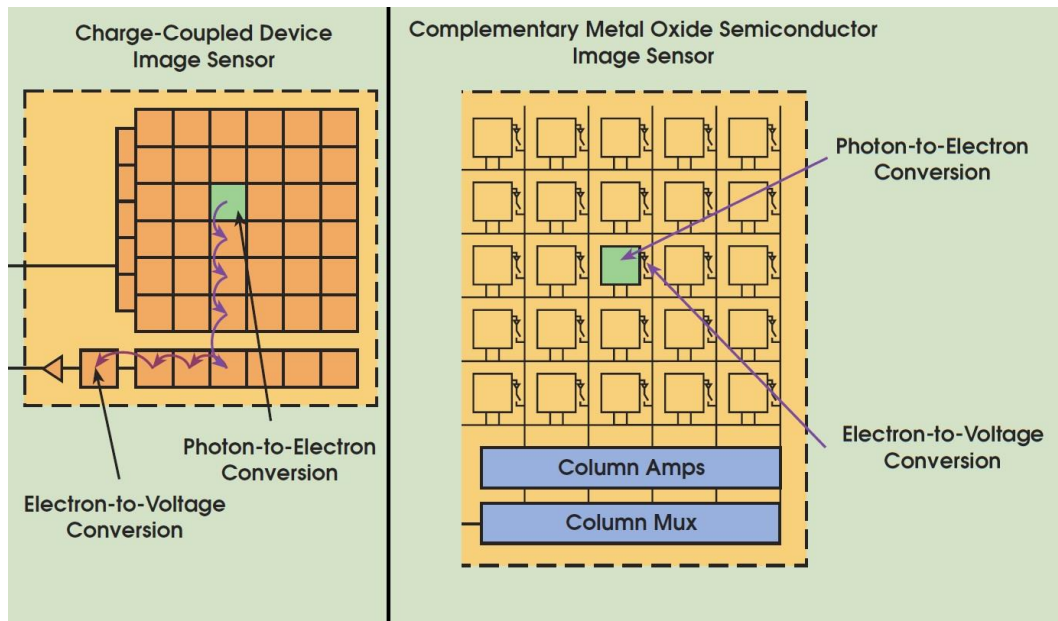 Charge-Coupled Device
Image Sensor
Photon-to-Electron
Conversion
Electron-to-Voltage
Conversion
Complementary Metal Oxide Semiconductor
Image Sensor
Photon-to-Electron
Conversion
Electron-to-Voltage
Conversion
Column Amps
Column Mux